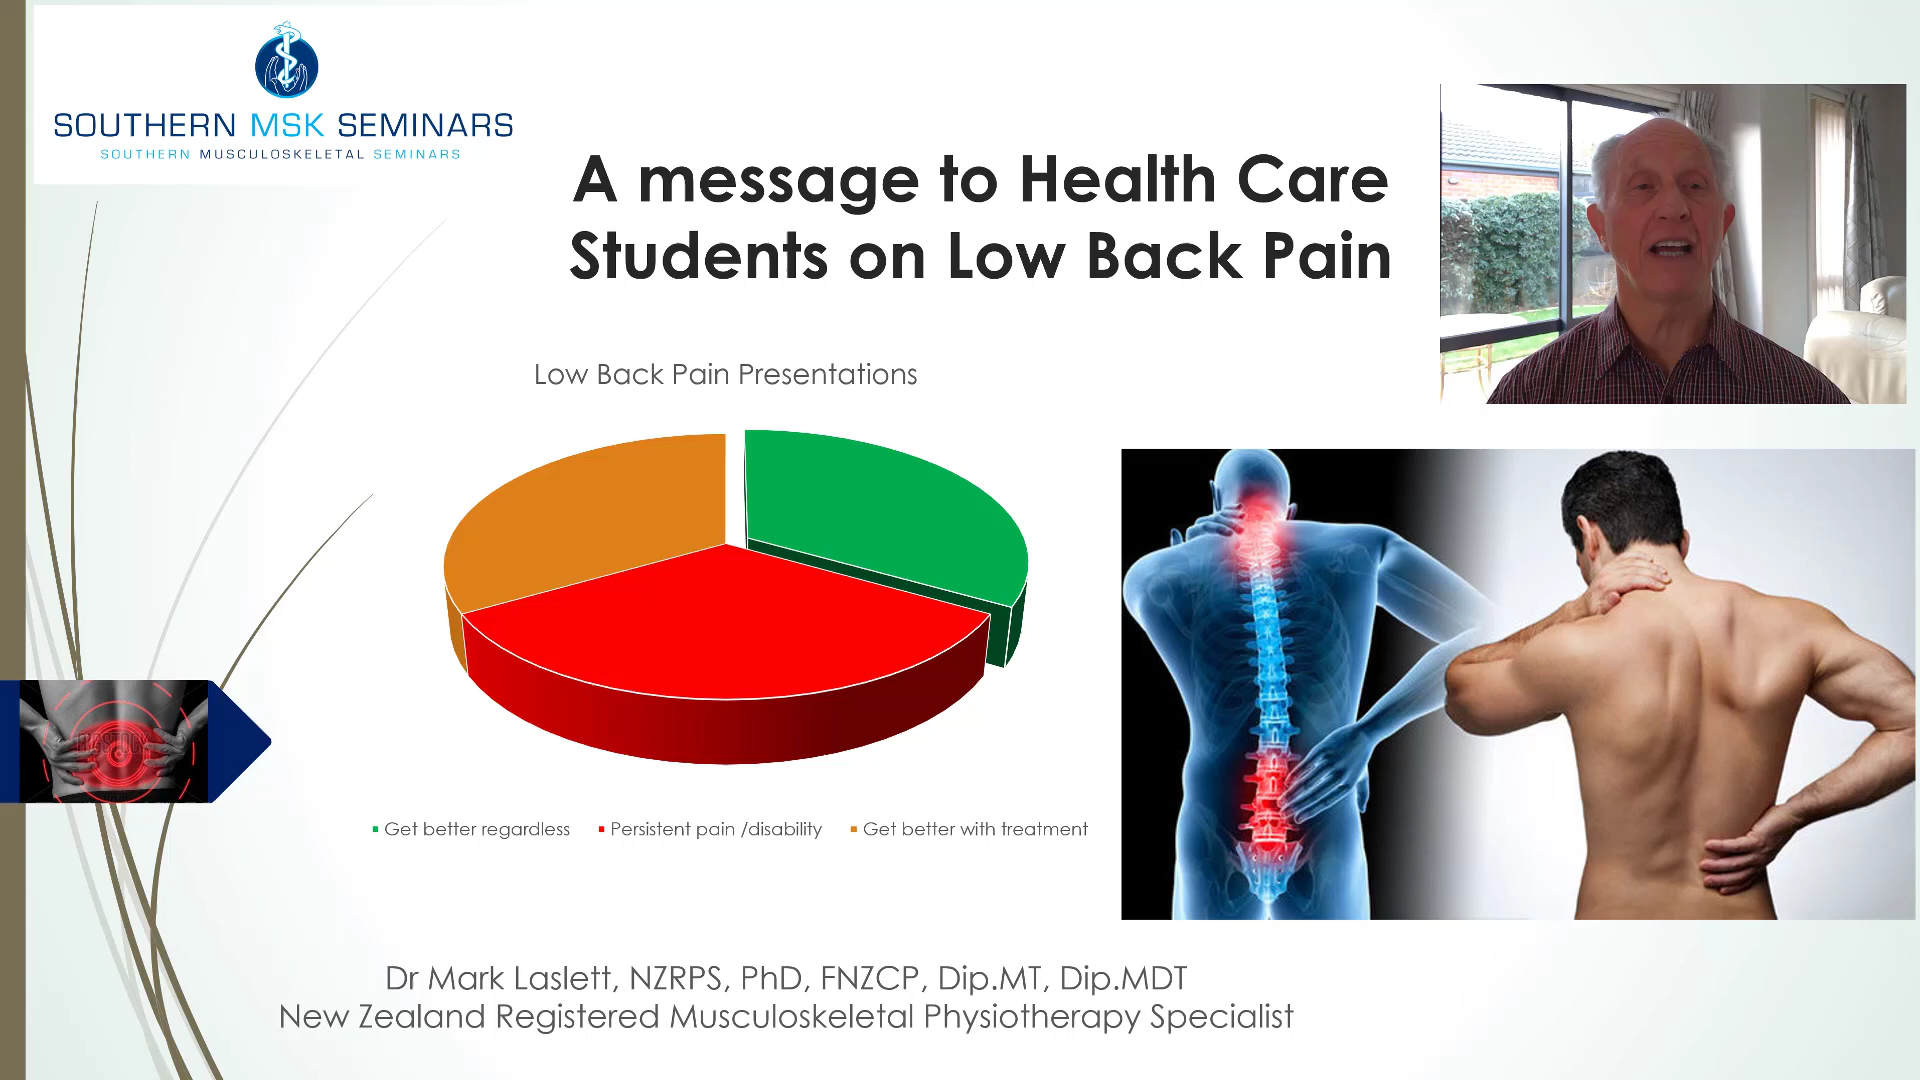 SOUTHERN MSK SEMINARS
SOUTHERN MUSCULOSKELETAL SEMINARS
A message to Health Care
Students on Low Back Pain
Low Back Pain Presentations
Get better regardless
Persistent pain /disability
Get better with treatment
Dr Mark Laslett, NZRPS, PhD, FNZCP, Dip.MT, Dip.MDT
New Zealand Registered Musculoskeletal Physiotherapy Specialist